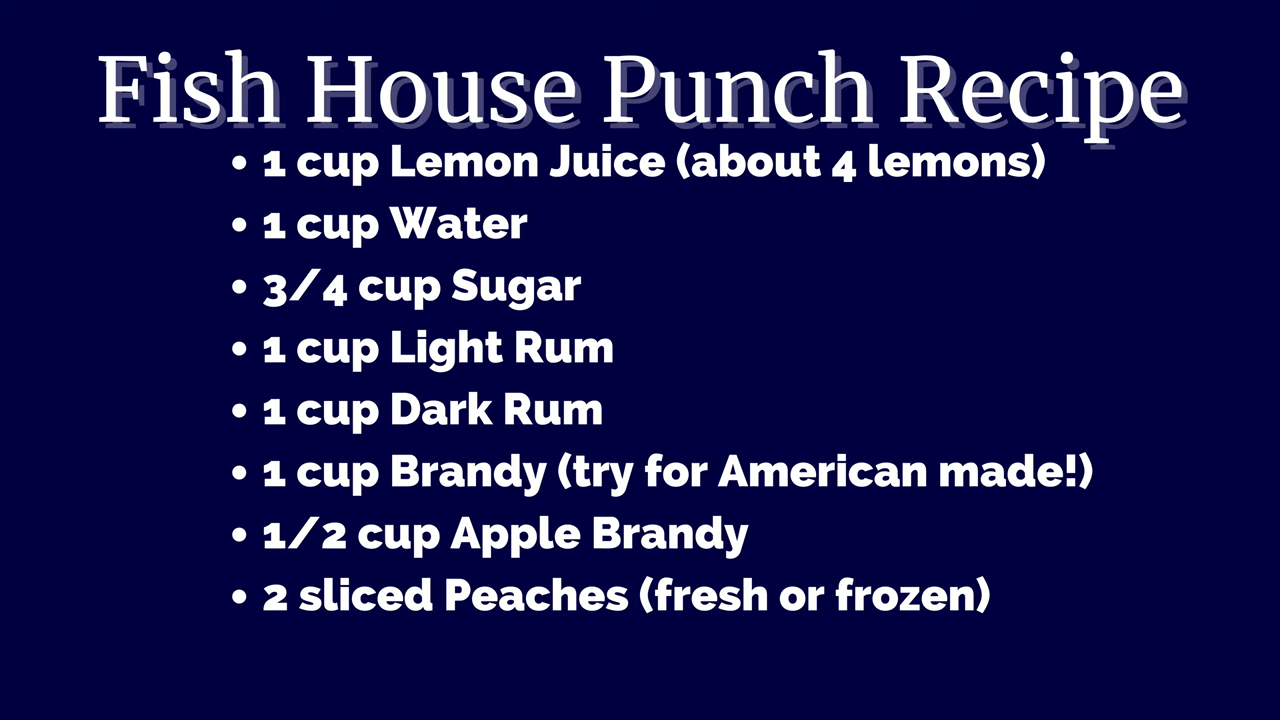 Fish House Punch Recipe
• 1 cup Lemon Juice (about 4 lemons)
• 1 cup Water
• 3/4 cup Sugar
• 1 cup Light Rum
• 1 cup Dark Rum
• 1 cup Brandy (try for American made!)
• 1/2 cup Apple Brandy
• 2 sliced Peaches (fresh or frozen)